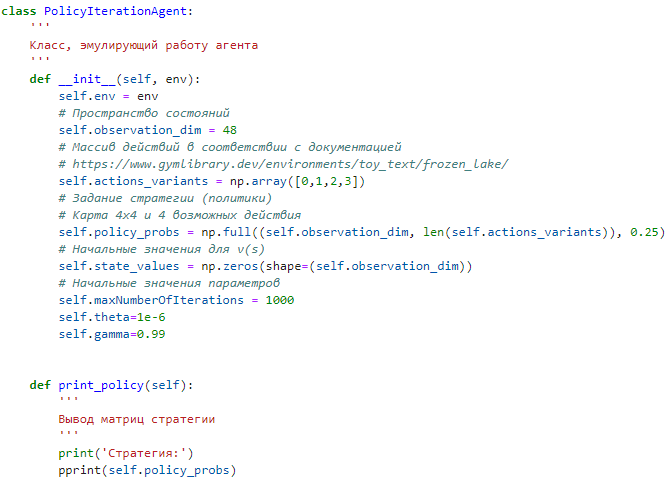 class PolicyIterationAgent:
    '''
    Класс, эмулирующий работу агента
    '''
    def __init__(self, env):
        self.env = env
        # Пространство состояний
        self.observation_dim = 48
        # Массив действий в соответствии с документацией
        # https://www.gymlibrary.dev/environments/toy_text/frozen_lake/
        self.actions_variants = np.array([0,1,2,3])
        # Задание стратегии (политики)
        # Карта 4x4 и 4 возможных действия
        self.policy_probs = np.full((self.observation_dim, len(self.actions_variants)), 0.25)
        # Начальные значения для v(s)
        self.state_values = np.zeros(shape=(self.observation_dim))
        # Начальные значения параметров
        self.maxNumberOfIterations = 1000
        self.theta=1e-6
        self.gamma=0.99
    def print_policy(self):
        '''
        Вывод матриц стратегии
        '''
        print('Стратегия:')
        pprint(self.policy_probs)